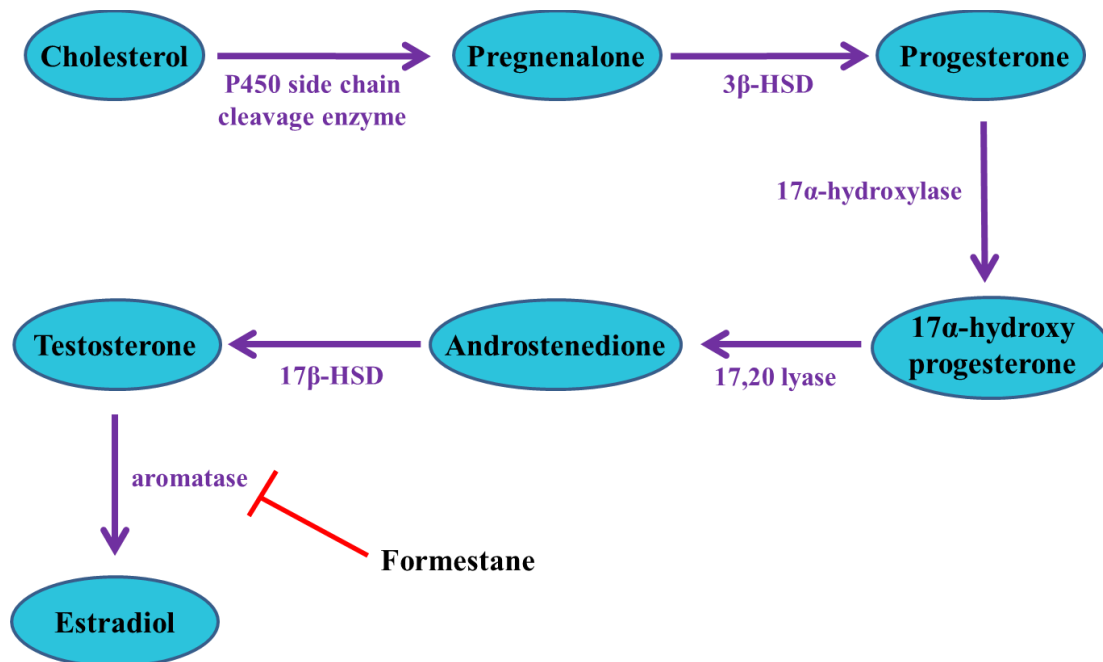 Cholesterol
P450 side chain
cleavage enzyme
Pregnenalone
3β-HSD
Progesterone
17α-hydroxylase
17α-hydroxy
progesterone
17,20 lyase
Androstenedione
17β-HSD
Testosterone
aromatase
Formestane
Estradiol